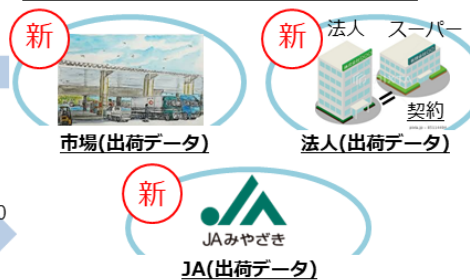 新
新
法人 スーパー
契約
市場(出荷データ)
法人(出荷データ)
0
新
JAみやざき
JA(出荷データ)